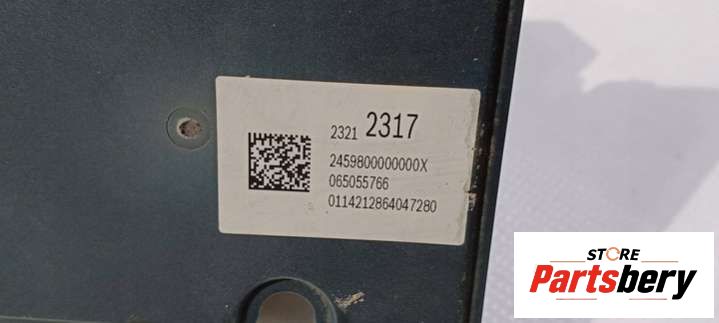 2321 2317
2459800000000X
065055766
0114212864047280
STORE
Partsbery